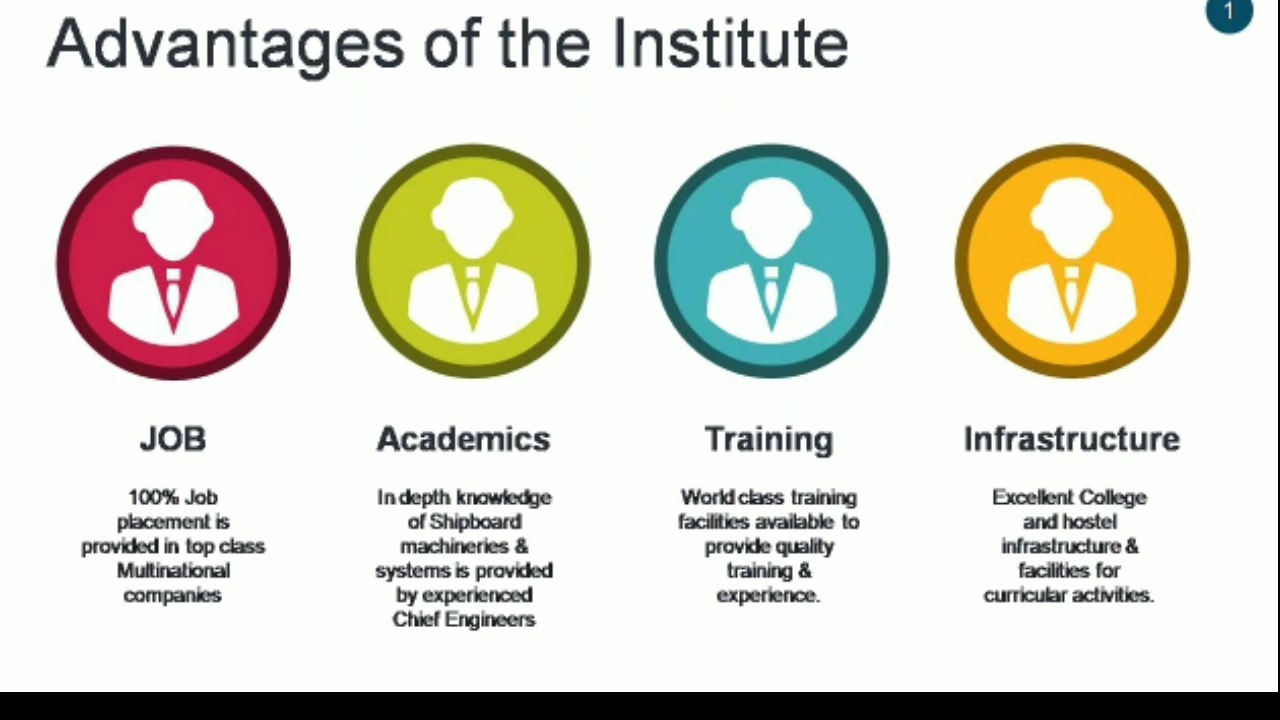 Advantages of the Institute
1
JOB
100% Job
placement is
provided in top class
Multinational
companies
Academics
In depth knowledge
of Shipboard
machineries &
systems is provided
by experienced
Chief Engineers
Training
World class training
facilities available to
provide quality
training &
experience.
Infrastructure
Excellent College
and hostel
infrastructure &
facilities for
curricular activities.